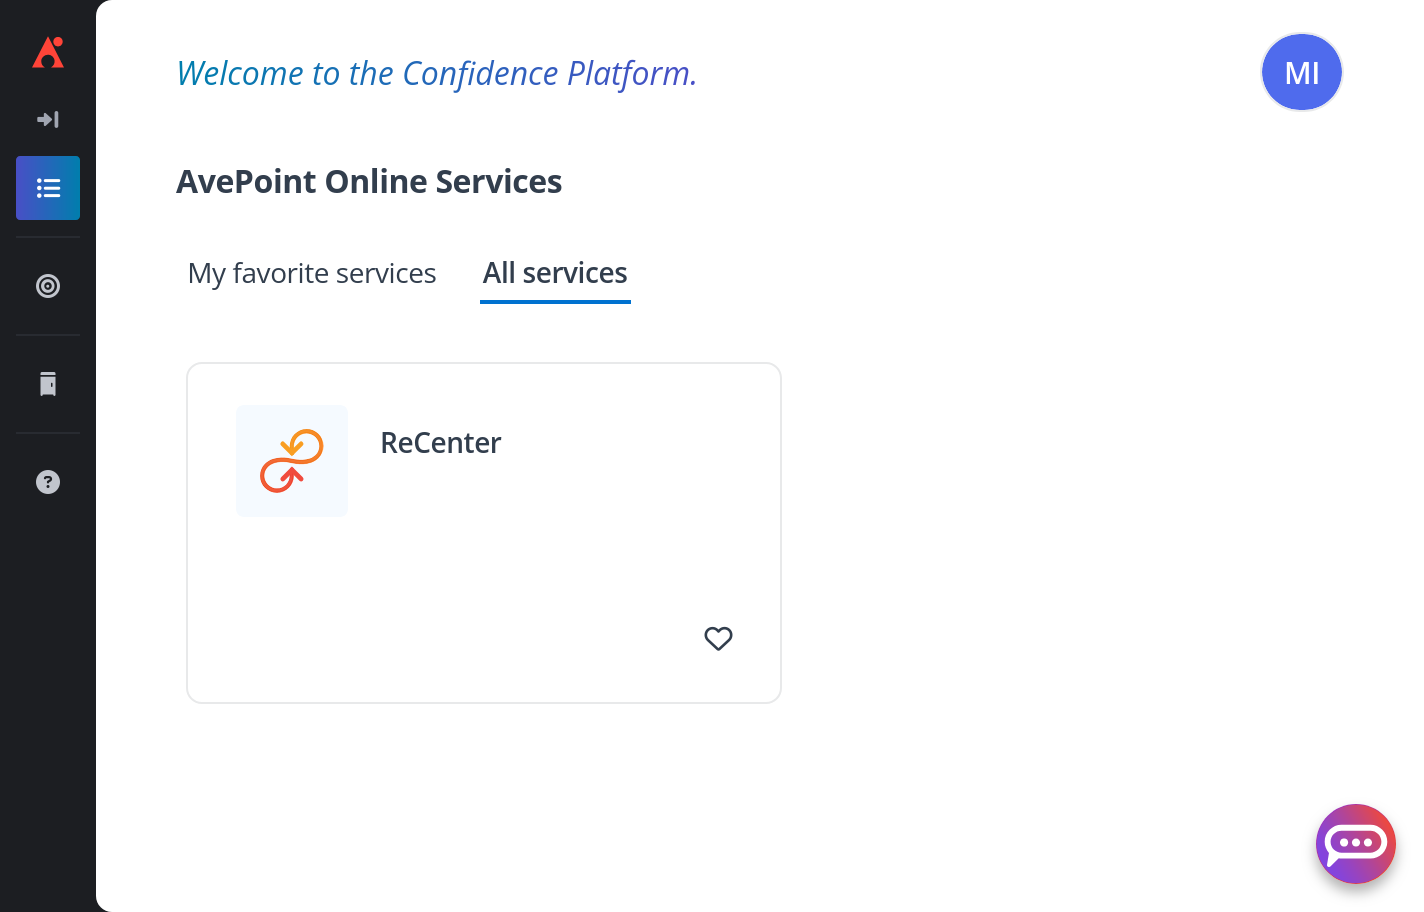 Welcome to the Confidence Platform.
MI
AvePoint Online Services
My favorite services
All services
ReCenter